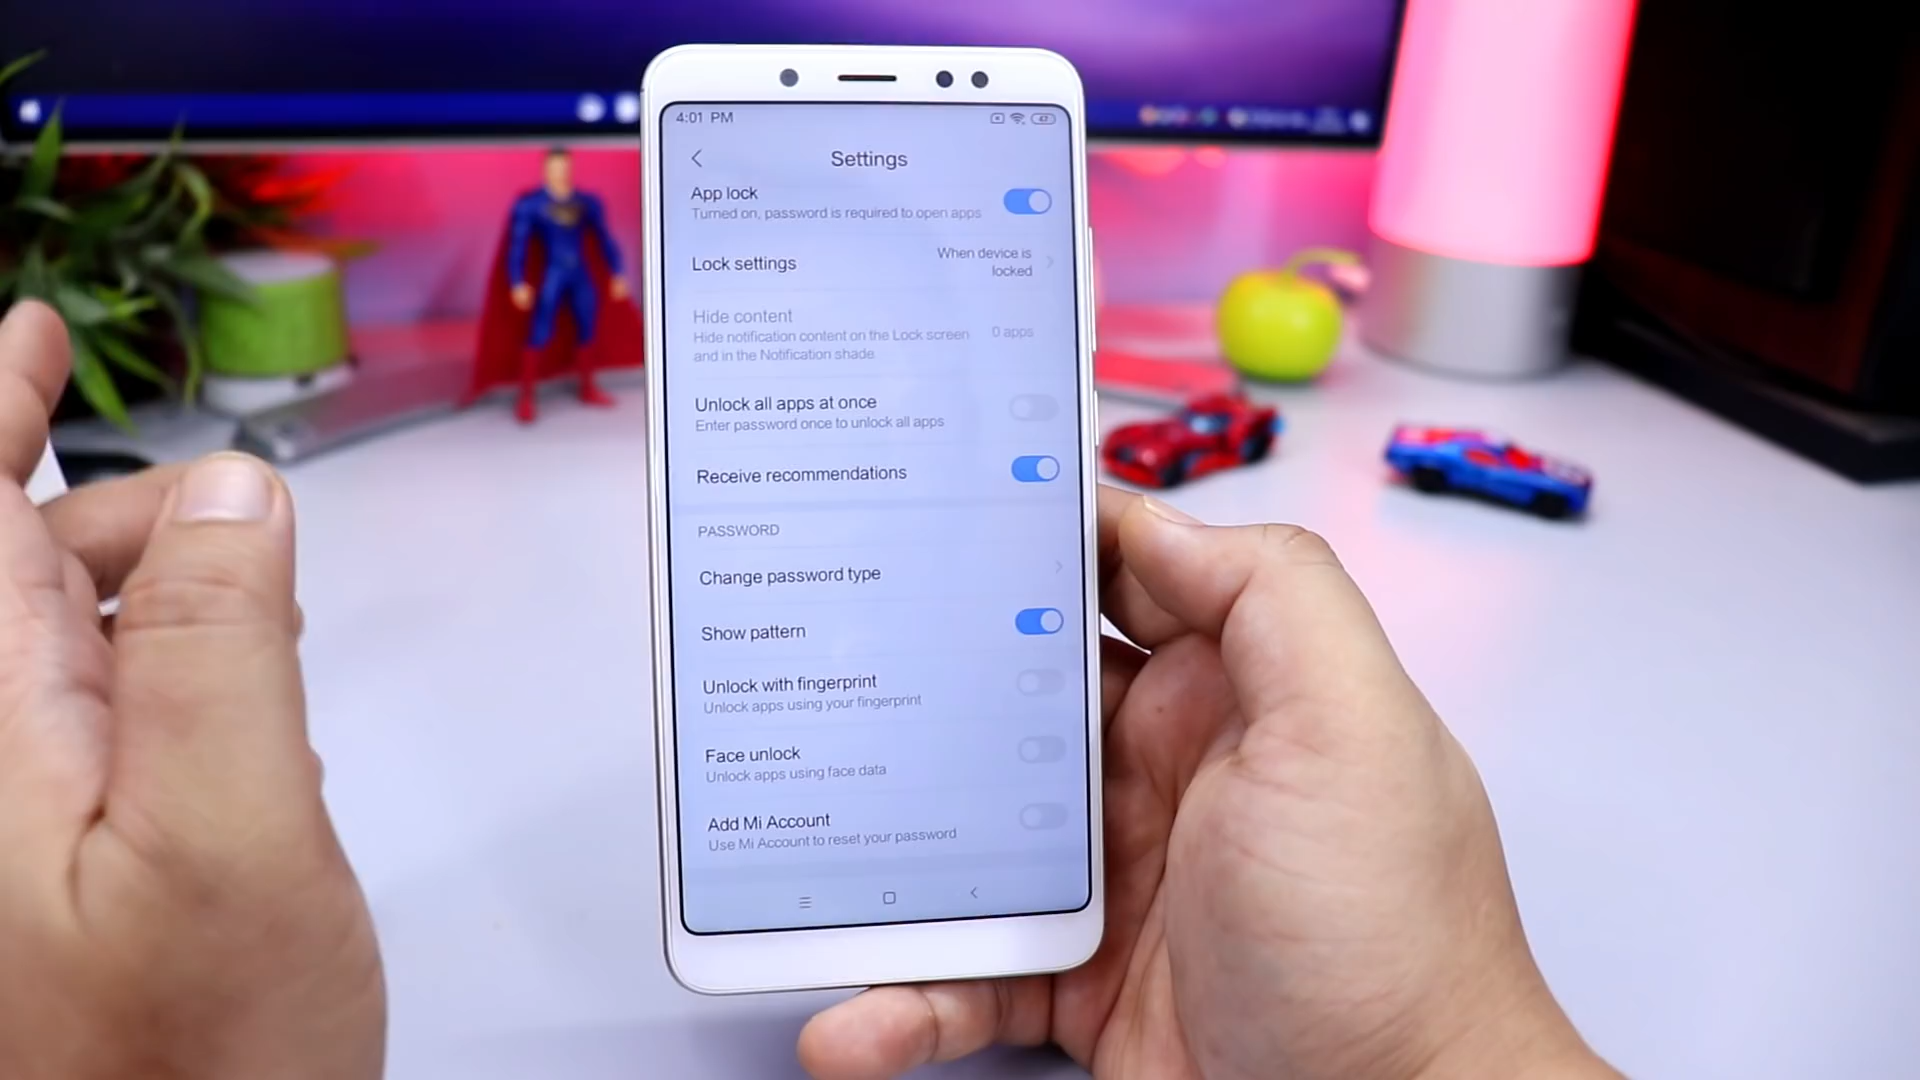 4:01 PM
47
Settings
App lock
Turned on, password is required to open apps
Lock settings
When device is
locked
Hide content
Hide notification content on the Lock screen
and in the Notification shade
0 apps
Unlock all apps at once
Enter password once to unlock all apps
Receive recommendations
PASSWORD
Change password type
Show pattern
Unlock with fingerprint
Unlock apps using your fingerprint
Face unlock
Unlock apps using face data
Add Mi Account
Use Mi Account to reset your password